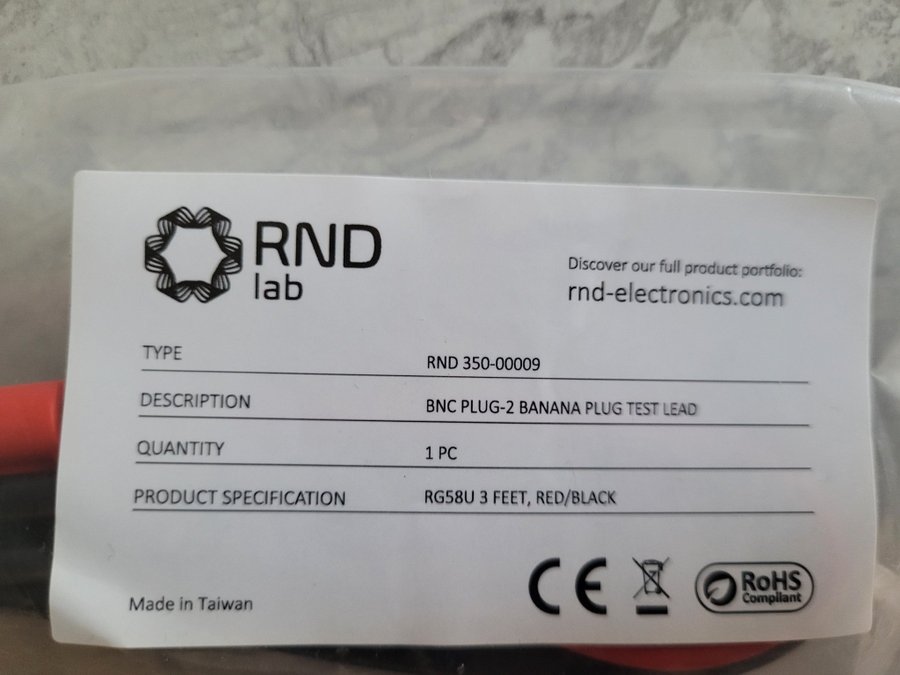 RND
lab
Discover our full product portfolio:
rnd-electronics.com
TYPE RND 350-00009
DESCRIPTION BNC PLUG-2 BANANA PLUG TEST LEAD
QUANTITY 1 PC
PRODUCT SPECIFICATION RG58U 3 FEET, RED/BLACK
Made in Taiwan
CE
RoHS
Compliant